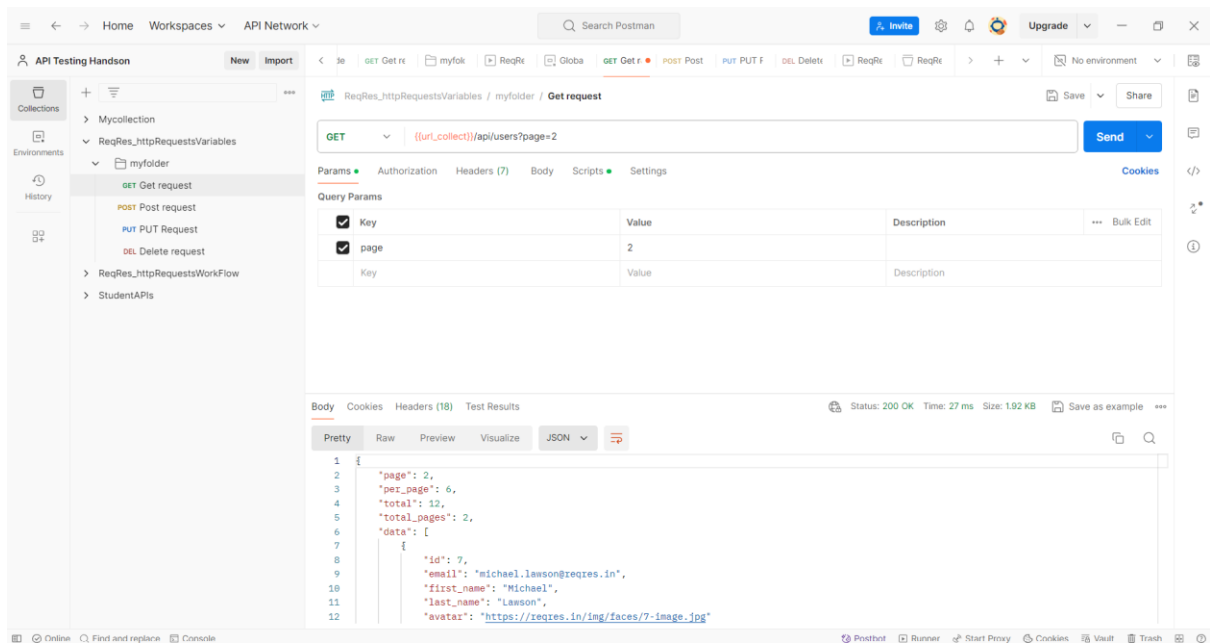 Home Workspaces API Network Search Postman Invite Upgrade
API Testing Handson New Import GET Get re myfol ReqRe Globa GET Get r POST Post PUT PUT F DEL Delete ReqRe ReqRe No environment
Collections
Environments
History
Mycollection
ReqRes_httpRequestsVariables
myfolder
GET Get request
POST Post request
PUT PUT Request
DEL Delete request
ReqRes_httpRequestsWorkFlow
StudentAPIs
HTTP ReqRes_httpRequestsVariables / myfolder / Get request Save Share
GET {{url_collect}}/api/users?page=2 Send
Params Authorization Headers (7) Body Scripts Settings Cookies
Query Params
Key Value Description Bulk Edit
page 2
Key Value Description
Body Cookies Headers (18) Test Results Status: 200 OK Time: 27 ms Size: 1.92 KB Save as example
Pretty Raw Preview Visualize JSON
1 {
2 "page": 2,
3 "per_page": 6,
4 "total": 12,
5 "total_pages": 2,
6 "data": [
7 {
8 "id": 7,
9 "email": "michael.lawson@reqres.in",
10 "first_name": "Michael",
11 "last_name": "Lawson",
12 "avatar": "https://reqres.in/img/faces/7-image.jpg"
Online Find and replace Console Postbot Runner Start Proxy Cookies Vault Trash